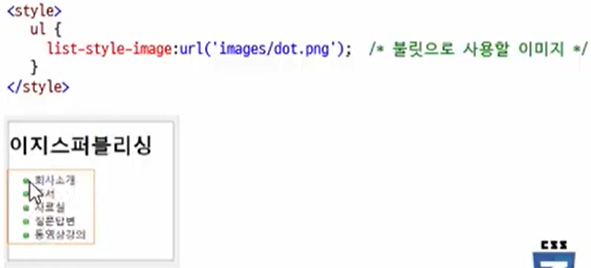 <style>
ul {
list-style-image:url('images/dot.png'); /* 불릿으로 사용할 이미지 */
}
</style>
이지스퍼블리싱
회사소개
서
자료실
질문답변
동영상강의
CSS